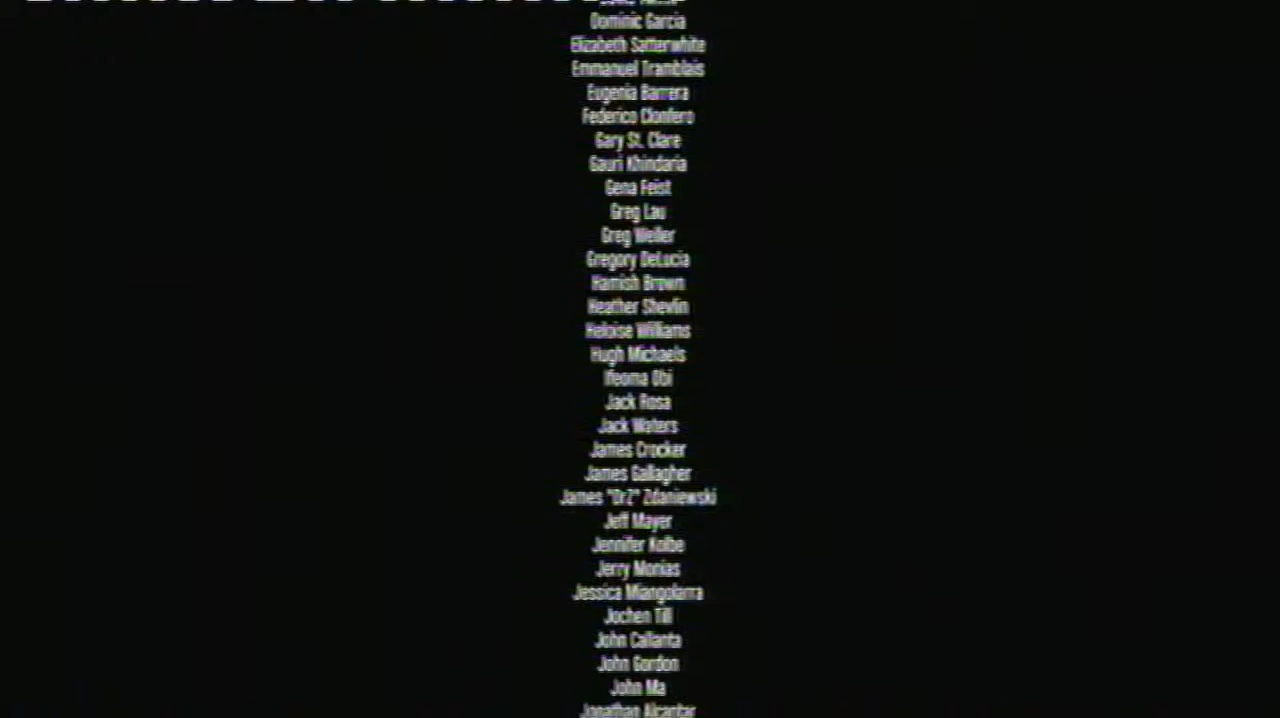 Dominic Garcia
Elizabeth Satterwhite
Emmanuel Tramblais
Eugenia Barrera
Federico Clonfero
Gary St. Clare
Gauri Khindaria
Gena Feist
Greg Lau
Greg Weller
Gregory DeLucia
Hamish Brown
Heather Shevlin
Heloise Williams
Hugh Michaels
Ifeoma Obi
Jack Rosa
Jack Waters
James Crocker
James Gallagher
James "DrZ" Zdaniewski
Jeff Mayer
Jennifer Kolbe
Jerry Monias
Jessica Miangolarra
Jochen Till
John Callanta
John Gordon
John Ma
Jonathan Alcantar